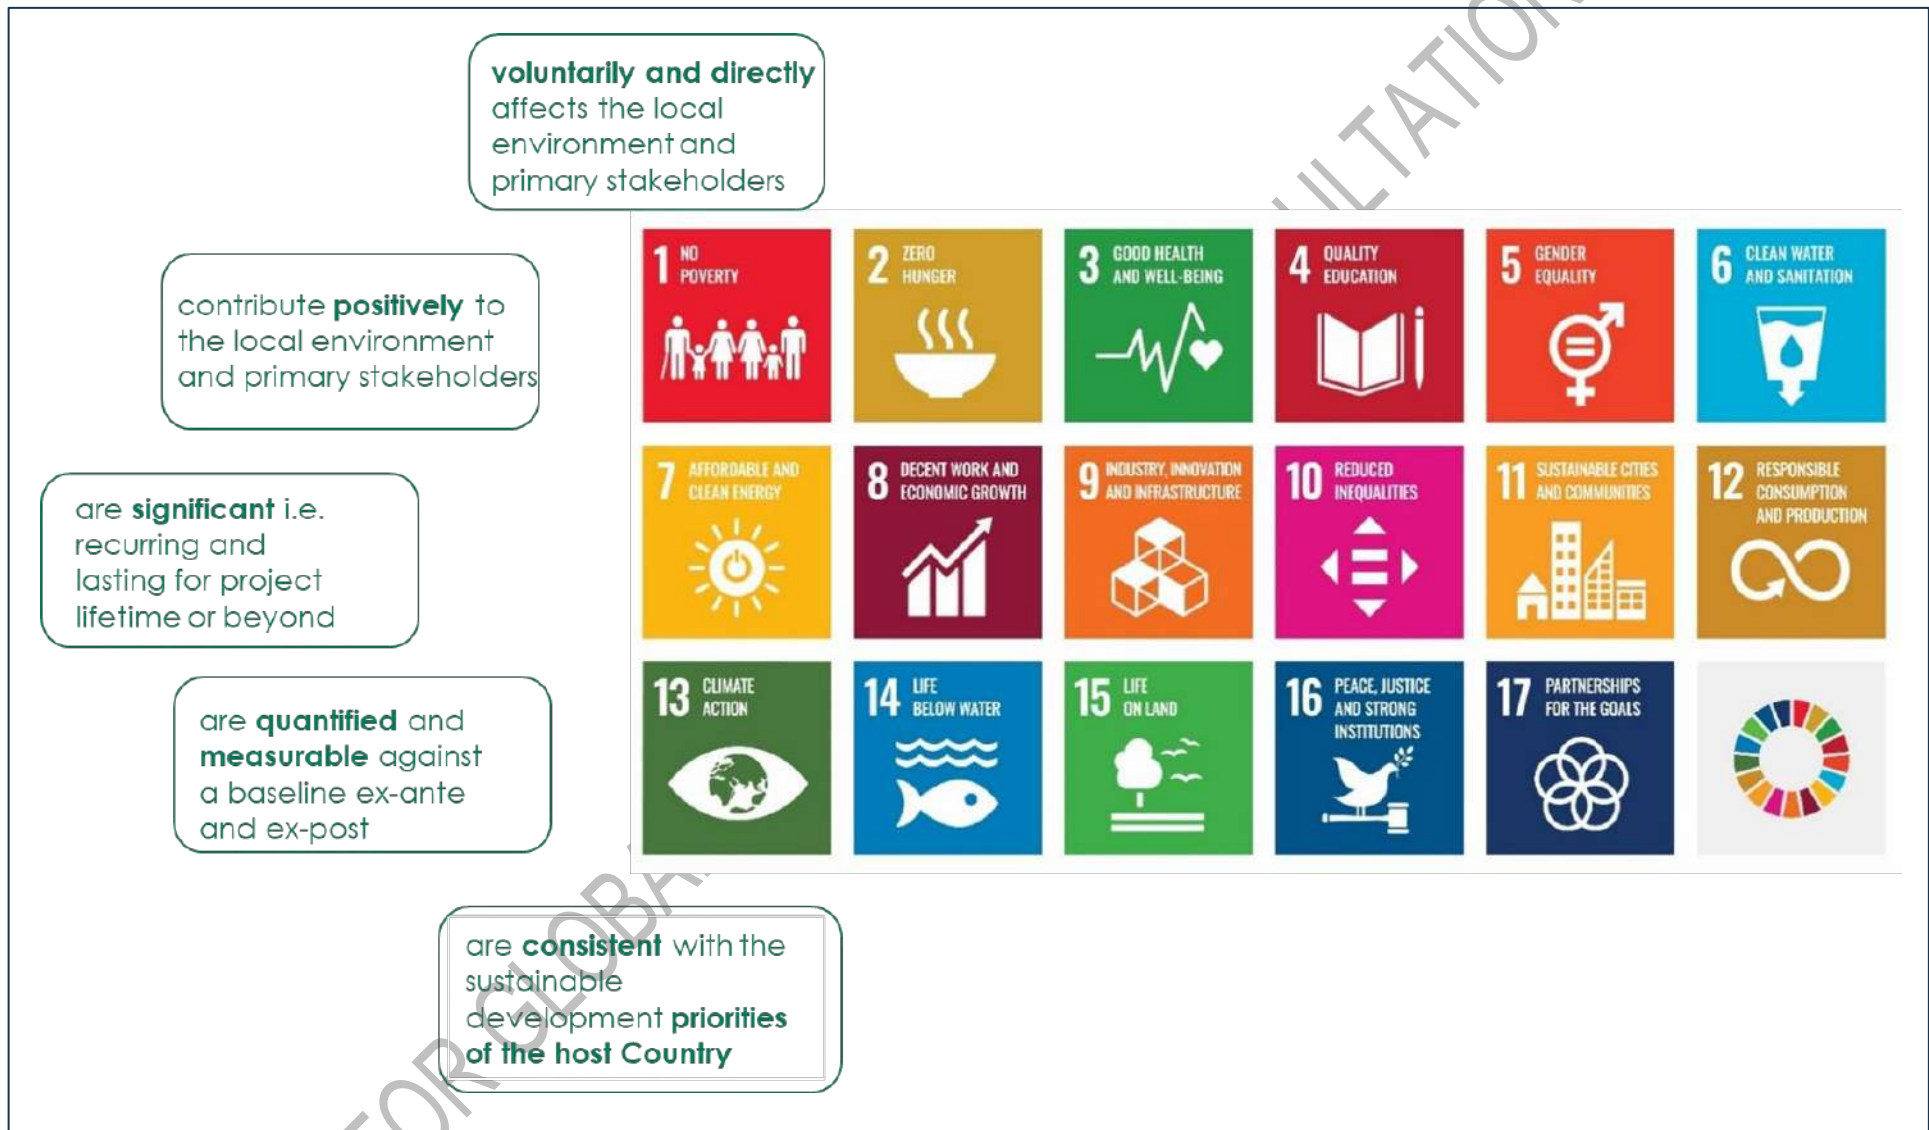 voluntarily and directly
affects the local
environment and
primary stakeholders
contribute positively to
the local environment
and primary stakeholders
are significant i.e.
recurring and
lasting for project
lifetime or beyond
are quantified and
measurable against
a baseline ex-ante
and ex-post
are consistent with the
sustainable
development priorities
of the host Country
1 NO
POVERTY
2 ZERO
HUNGER
3 GOOD HEALTH
AND WELL-BEING
4 QUALITY
EDUCATION
5 GENDER
EQUALITY
6 CLEAN WATER
AND SANITATION
7 AFFORDABLE AND
CLEAN ENERGY
8 DECENT WORK AND
ECONOMIC GROWTH
9 INDUSTRY, INNOVATION
AND INFRASTRUCTURE
10 REDUCED
INEQUALITIES
11 SUSTAINABLE CITIES
AND COMMUNITIES
12 RESPONSIBLE
CONSUMPTION
AND PRODUCTION
13 CLIMATE
ACTION
14 LIFE
BELOW WATER
15 LIFE
ON LAND
16 PEACE, JUSTICE
AND STRONG
INSTITUTIONS
17 PARTNERSHIPS
FOR THE GOALS
FOR